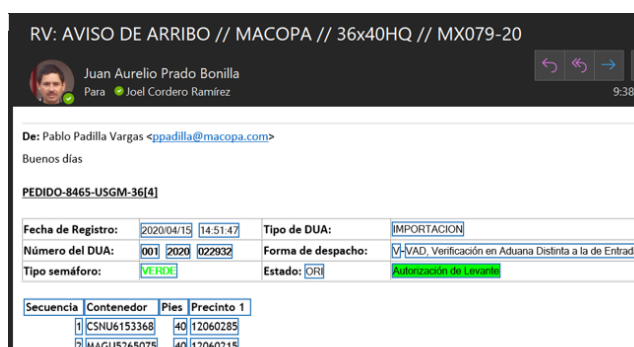 RV: AVISO DE ARRIBO // MACOPA // 36x40HQ // MX079-20
Juan Aurelio Prado Bonilla
Para Joel Cordero Ramírez
9:38
De: Pablo Padilla Vargas <ppadilla@macopa.com>
Buenos días
PEDIDO-8465-USGM-36[4]
Fecha de Registro: 2020/04/15 14:51:47 Tipo de DUA: IMPORTACION
Número del DUA: 001 2020 022932 Forma de despacho: V-VAD, Verificación en Aduana Distinta a la de Entrad
Tipo semáforo: VERDE Estado: ORI Autorización de Levante
Secuencia Contenedor Pies Precinto 1
1 CSNU6153368 40 12060285
2 MAGU5265075 40 12060215